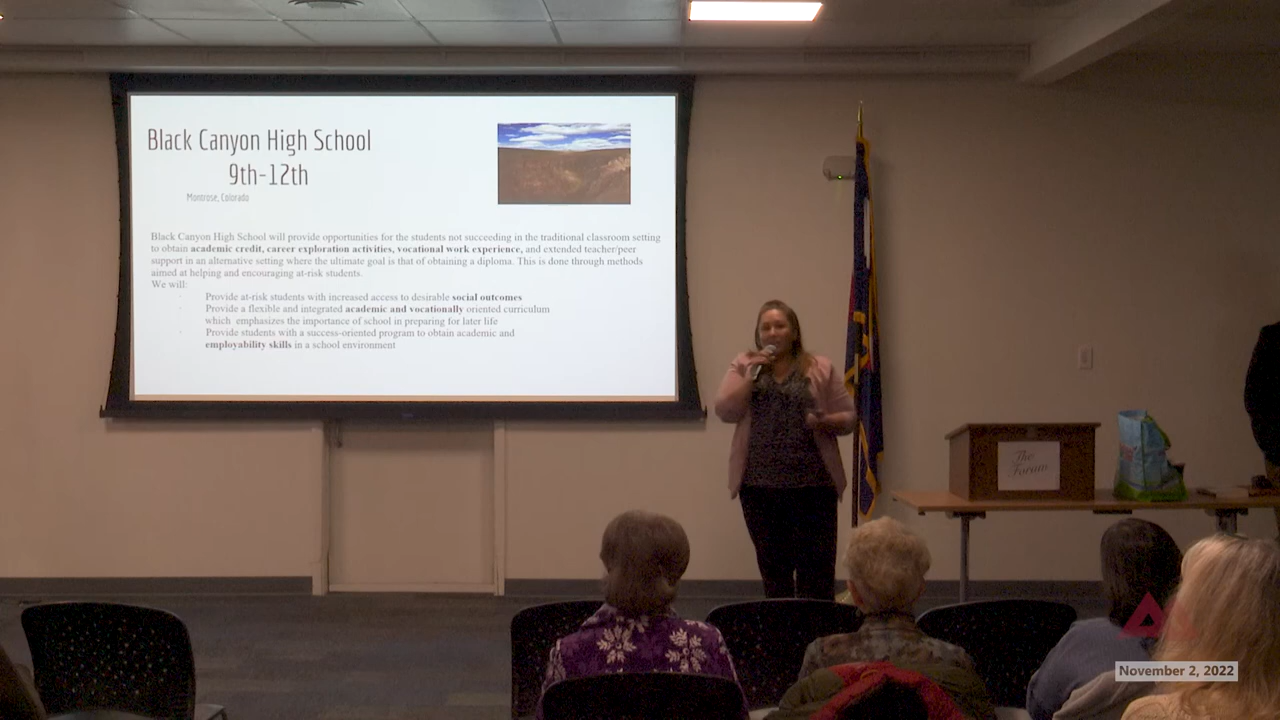 Black Canyon High School
9th-12th
Montrose, Colorado
Black Canyon High School will provide opportunities for the students not succeeding in the traditional classroom setting
to obtain academic credit, career exploration activities, vocational work experience, and extended teacher/peer
support in an alternative setting where the ultimate goal is that of obtaining a diploma. This is done through methods
aimed at helping and encouraging at-risk students.
We will:
· Provide at-risk students with increased access to desirable social outcomes
· Provide a flexible and integrated academic and vocationally oriented curriculum
which emphasizes the importance of school in preparing for later life
· Provide students with a success-oriented program to obtain academic and
employability skills in a school environment
The
Forum
November 2, 2022